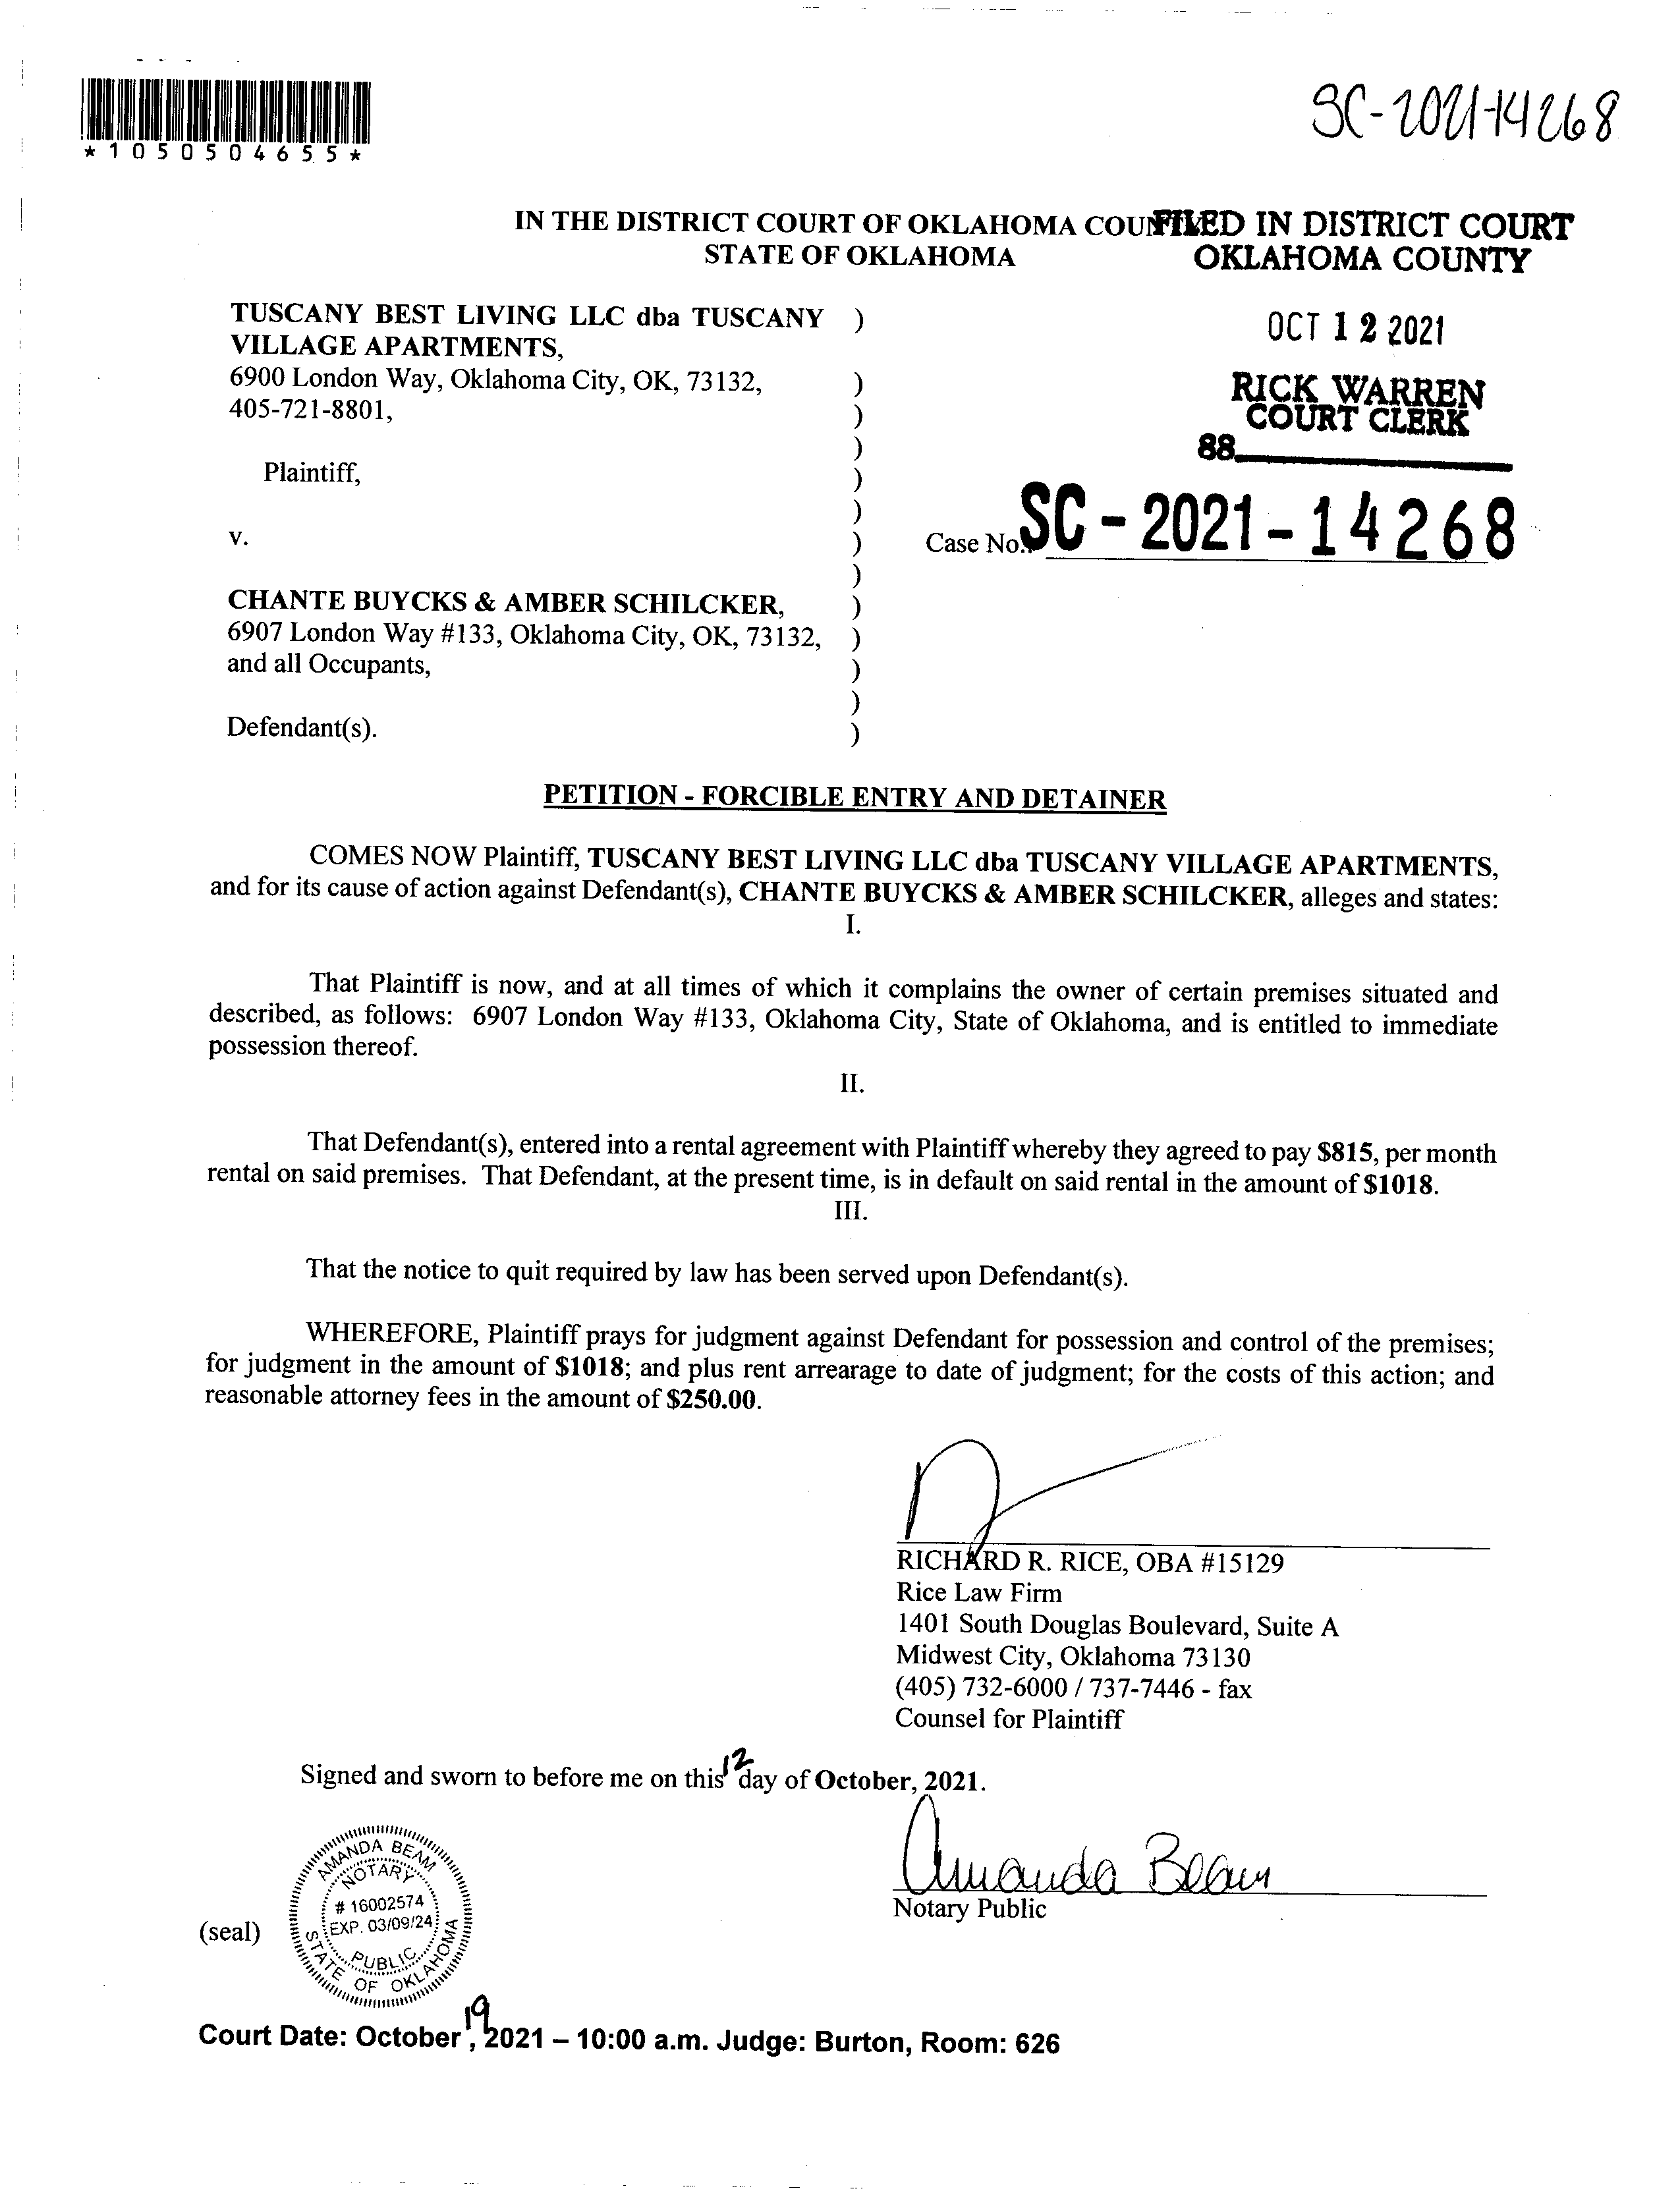 *1050504655*
SC-2021-14268
IN THE DISTRICT COURT OF OKLAHOMA COUNTY
STATE OF OKLAHOMA
FILED IN DISTRICT COURT
OKLAHOMA COUNTY
OCT 12 2021
RICK WARREN
COURT CLERK
88
TUSCANY BEST LIVING LLC dba TUSCANY )
VILLAGE APARTMENTS,
6900 London Way, Oklahoma City, OK, 73132, )
405-721-8801, )
)
Plaintiff, )
)
v. )
Case No.: SC-2021-14268
)
CHANTE BUYCKS & AMBER SCHILCKER, )
6907 London Way #133, Oklahoma City, OK, 73132, )
and all Occupants, )
)
Defendant(s). )
PETITION - FORCIBLE ENTRY AND DETAINER
COMES NOW Plaintiff, TUSCANY BEST LIVING LLC dba TUSCANY VILLAGE APARTMENTS,
and for its cause of action against Defendant(s), CHANTE BUYCKS & AMBER SCHILCKER, alleges and states:
I.
That Plaintiff is now, and at all times of which it complains the owner of certain premises situated and
described, as follows: 6907 London Way #133, Oklahoma City, State of Oklahoma, and is entitled to immediate
possession thereof.
II.
That Defendant(s), entered into a rental agreement with Plaintiff whereby they agreed to pay $815, per month
rental on said premises. That Defendant, at the present time, is in default on said rental in the amount of $1018.
III.
That the notice to quit required by law has been served upon Defendant(s).
WHEREFORE, Plaintiff prays for judgment against Defendant for possession and control of the premises;
for judgment in the amount of $1018; and plus rent arrearage to date of judgment; for the costs of this action; and
reasonable attorney fees in the amount of $250.00.
RICHARD R. RICE, OBA #15129
Rice Law Firm
1401 South Douglas Boulevard, Suite A
Midwest City, Oklahoma 73130
(405) 732-6000 / 737-7446 - fax
Counsel for Plaintiff
Signed and sworn to before me on this 12 day of October, 2021.
Amanda Beam
Notary Public
(seal)
AMANDA BEAM
NOTARY
# 16002574
EXP. 03/09/24
PUBLIC
STATE OF OKLAHOMA
Court Date: October 19, 2021 – 10:00 a.m. Judge: Burton, Room: 626